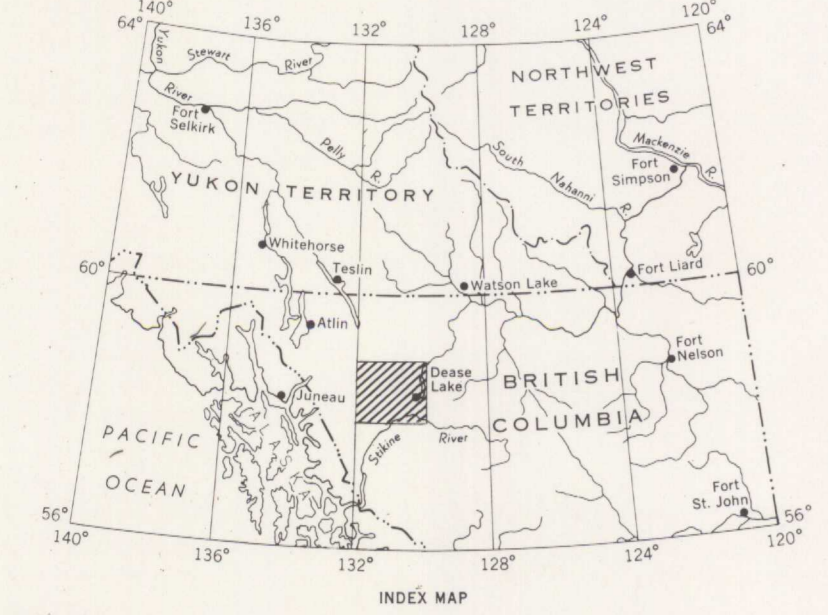 140° 136° 132° 128° 124° 120°
64° 64°
Yukon
River
Stewart River
Fort
Selkirk
Pelly R.
NORTHWEST
TERRITORIES
Mackenzie R.
South Nahanni R.
Fort
Simpson
YUKON TERRITORY
Whitehorse
Teslin
Watson Lake
Fort Liard
60° 60°
Atlin
Fort
Nelson
Dease
Lake
Juneau
BRITISH
COLUMBIA
ALASKA
Stikine River
PACIFIC
OCEAN
Fort
St. John
56° 56°
140° 136° 132° 128° 124° 120°
INDEX MAP